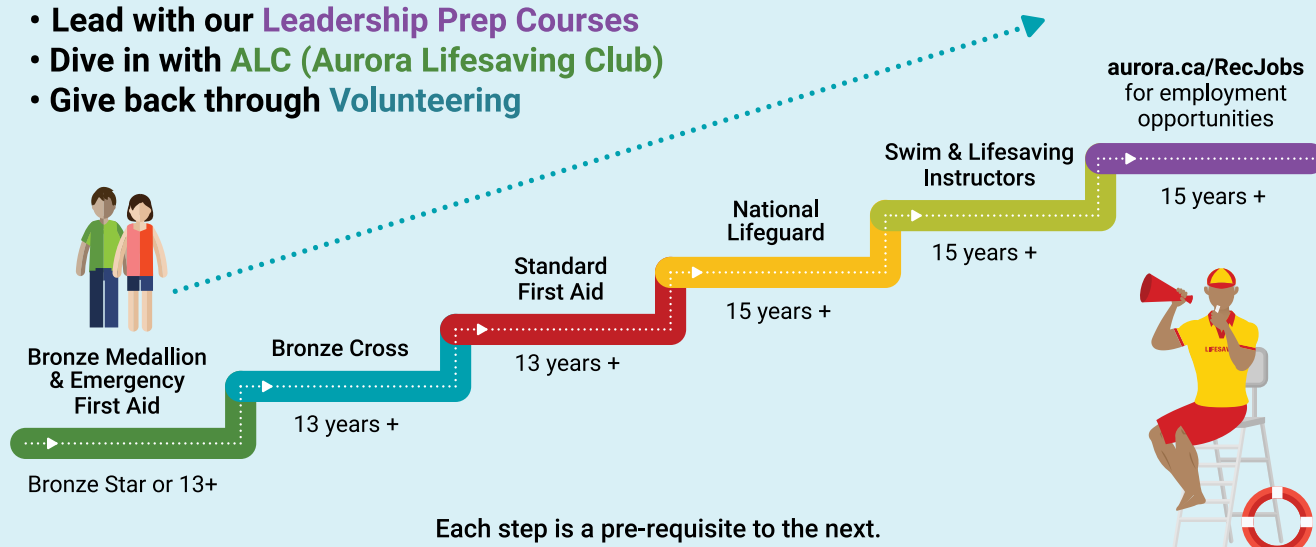 • Lead with our Leadership Prep Courses
• Dive in with ALC (Aurora Lifesaving Club)
• Give back through Volunteering
Bronze Medallion
& Emergency
First Aid
Bronze Star or 13+
Bronze Cross
13 years +
Standard
First Aid
13 years +
National
Lifeguard
15 years +
Swim & Lifesaving
Instructors
15 years +
aurora.ca/RecJobs
for employment
opportunities
15 years +
Each step is a pre-requisite to the next.